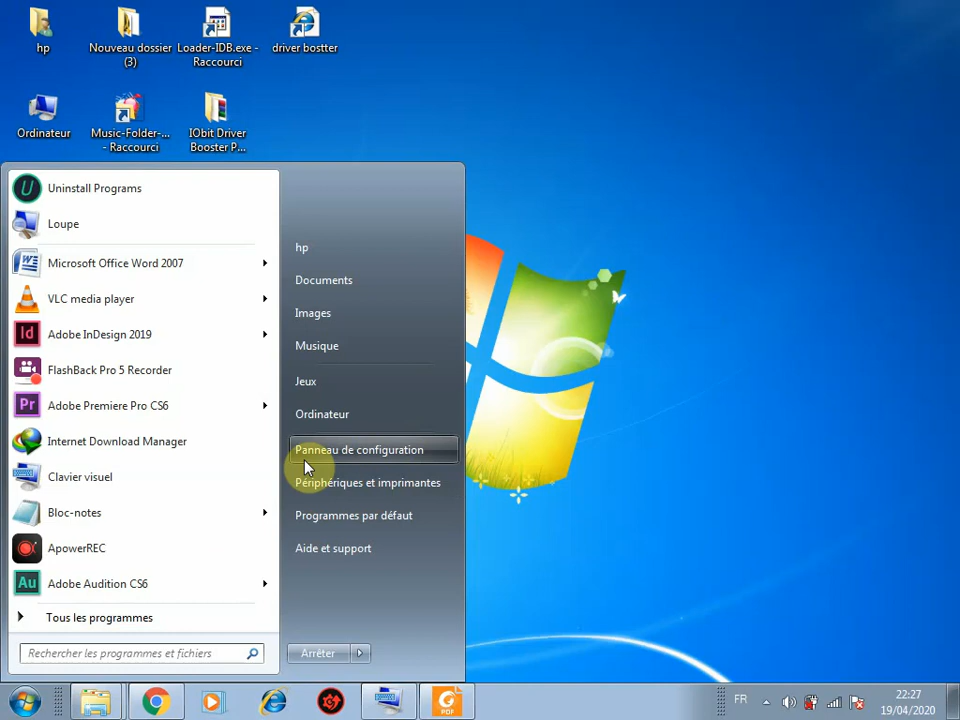 hp
Nouveau dossier
(3)
Loader-IDB.exe -
Raccourci
driver bostter
Ordinateur
Music-Folder-...
- Raccourci
IObit Driver
Booster P...
Uninstall Programs
Loupe
Microsoft Office Word 2007
VLC media player
Adobe InDesign 2019
FlashBack Pro 5 Recorder
Adobe Premiere Pro CS6
Internet Download Manager
Clavier visuel
Bloc-notes
ApowerREC
Adobe Audition CS6
Tous les programmes
Rechercher les programmes et fichiers
hp
Documents
Images
Musique
Jeux
Ordinateur
Panneau de configuration
Périphériques et imprimantes
Programmes par défaut
Aide et support
Arrêter
U
Id
Pr
Au
PDF
FR
22:27
19/04/2020